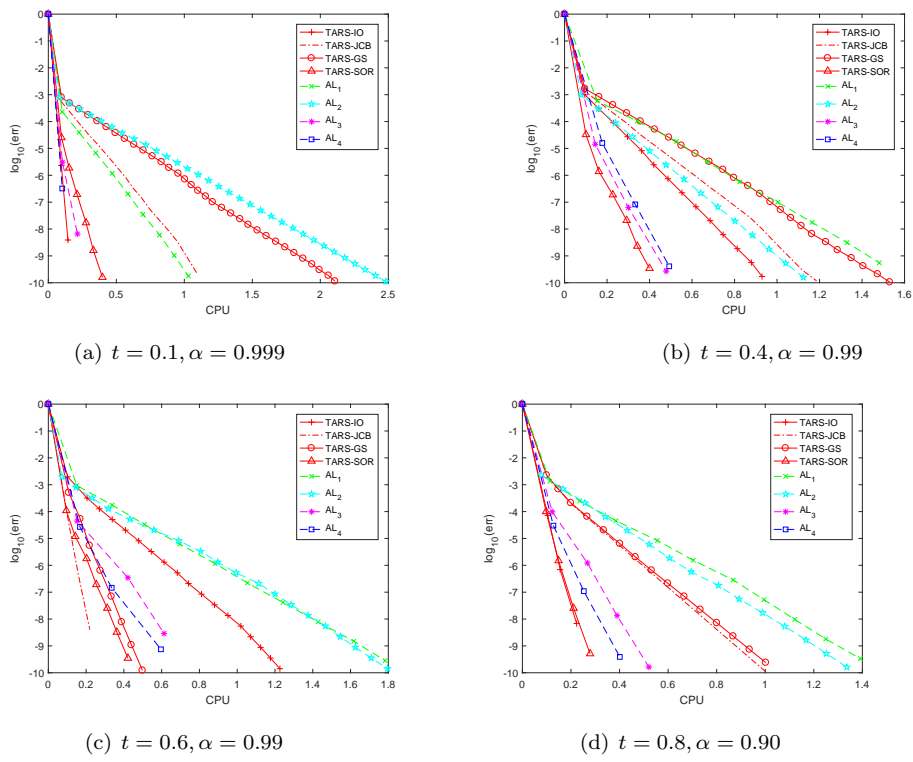 0
-1
-2
-3
-4
-5
-6
-7
-8
-9
-10
log10(err)
0 0.5 1 1.5 2 2.5
CPU
TARS-IO
TARS-JCB
TARS-GS
TARS-SOR
AL1
AL2
AL3
AL4
(a) t = 0.1, α = 0.999
0
-1
-2
-3
-4
-5
-6
-7
-8
-9
-10
log10(err)
0 0.2 0.4 0.6 0.8 1 1.2 1.4 1.6
CPU
TARS-IO
TARS-JCB
TARS-GS
TARS-SOR
AL1
AL2
AL3
AL4
(b) t = 0.4, α = 0.99
0
-1
-2
-3
-4
-5
-6
-7
-8
-9
-10
log10(err)
0 0.2 0.4 0.6 0.8 1 1.2 1.4 1.6 1.8
CPU
TARS-IO
TARS-JCB
TARS-GS
TARS-SOR
AL1
AL2
AL3
AL4
(c) t = 0.6, α = 0.99
0
-1
-2
-3
-4
-5
-6
-7
-8
-9
-10
log10(err)
0 0.2 0.4 0.6 0.8 1 1.2 1.4
CPU
TARS-IO
TARS-JCB
TARS-GS
TARS-SOR
AL1
AL2
AL3
AL4
(d) t = 0.8, α = 0.90